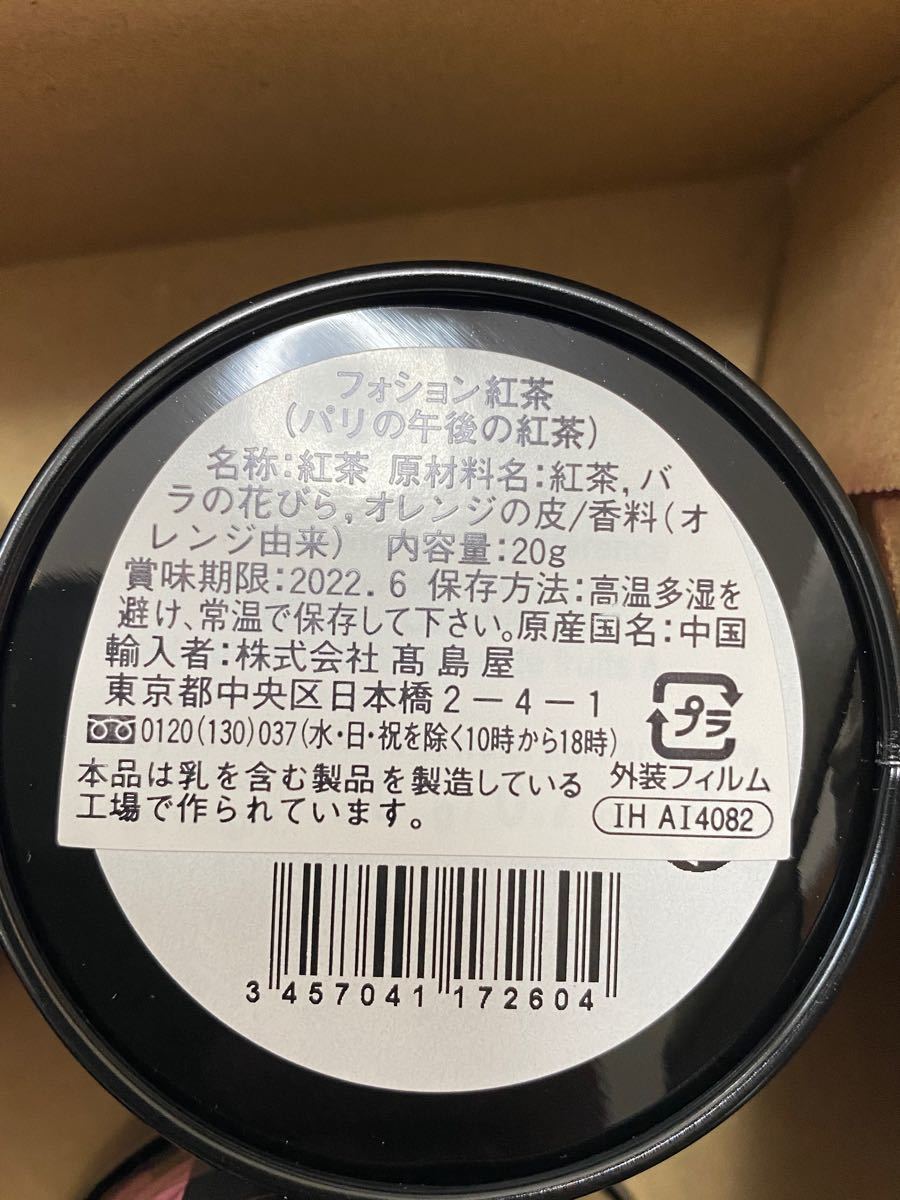 フォション紅茶
(パリの午後の紅茶)
名称:紅茶 原材料名:紅茶,バ
ラの花びら,オレンジの皮/香料(オ
レンジ由来) 内容量:20g
賞味期限:2022.6 保存方法:高温多湿を
避け、常温で保存して下さい。原産国名:中国
輸入者:株式会社 髙島屋
東京都中央区日本橋2-4-1
0120(130)037(水・日・祝を除く10時から18時)
プラ
外装フィルム
本品は乳を含む製品を製造している
工場で作られています。
IH AI4082
3 457041 172604